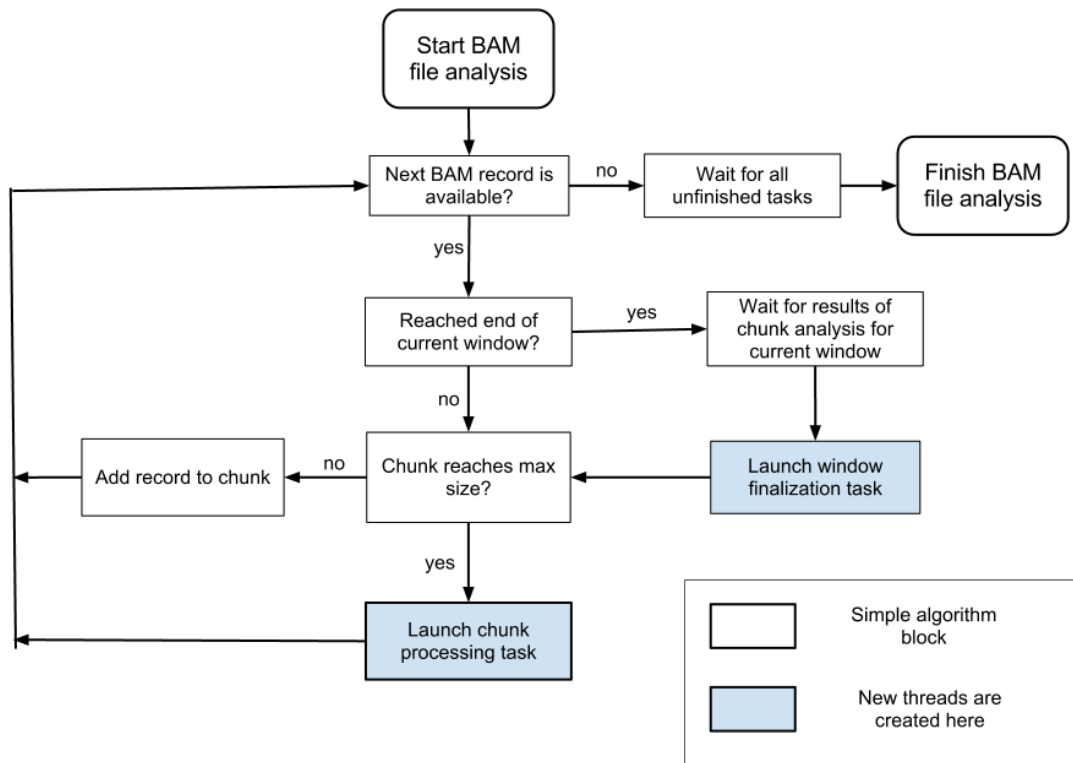 Start BAM
file analysis
Next BAM record is
available?
no
Wait for all
unfinished tasks
Finish BAM
file analysis
yes
Reached end of
current window?
yes
Wait for results of
chunk analysis for
current window
no
Add record to chunk
no
Chunk reaches max
size?
Launch window
finalization task
yes
Launch chunk
processing task
Simple algorithm
block
New threads are
created here